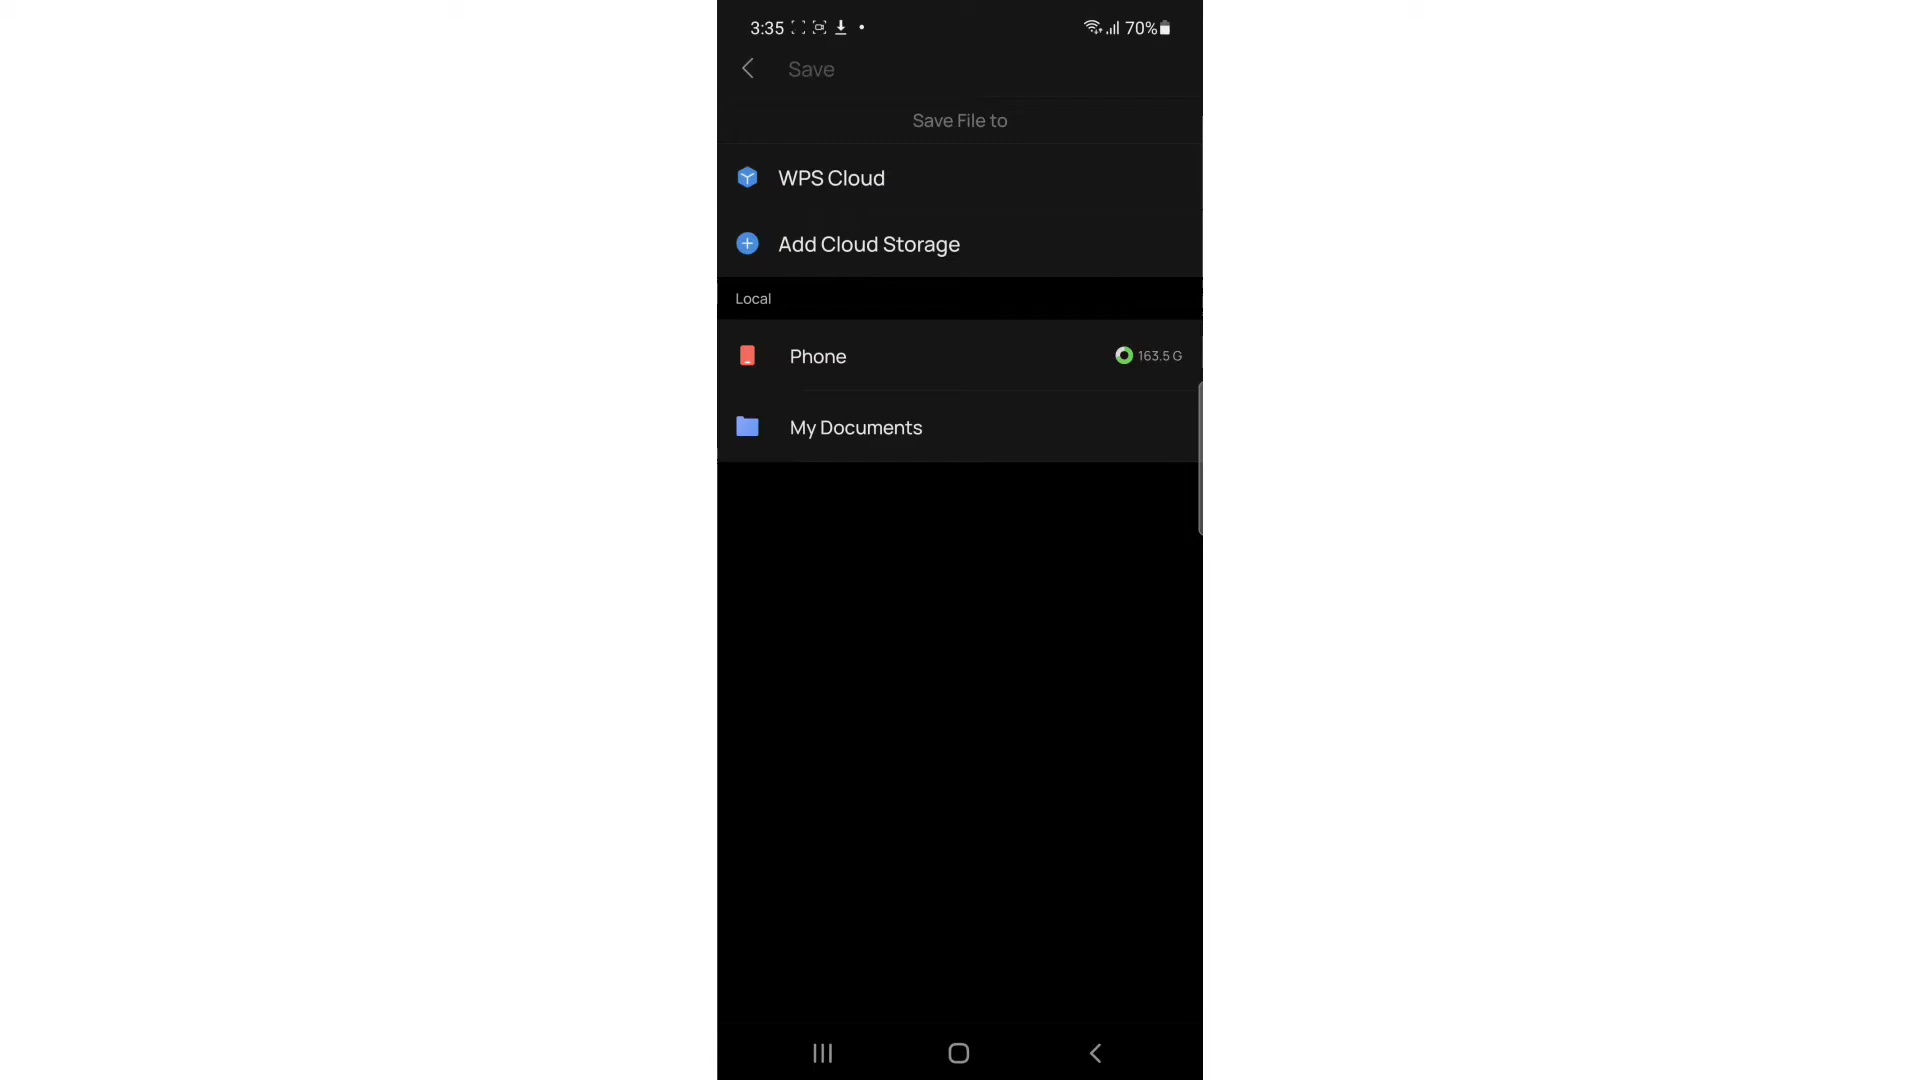 3:35 70%
Save
Save File to
WPS Cloud
Add Cloud Storage
Local
Phone 163.5 G
My Documents